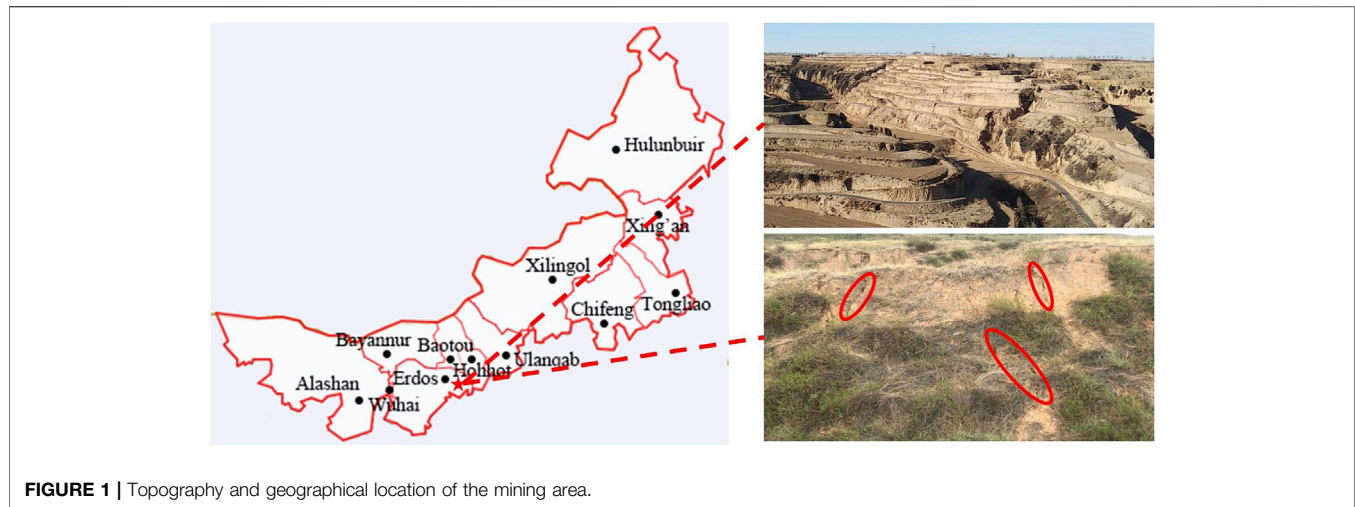 Hulunbuir
Xing'an
Xilingol
Tongliao
Chifeng
Bayannur
Baotou
Ulanqab
Hohhot
Erdos
Alashan
Wuhai
FIGURE 1 | Topography and geographical location of the mining area.